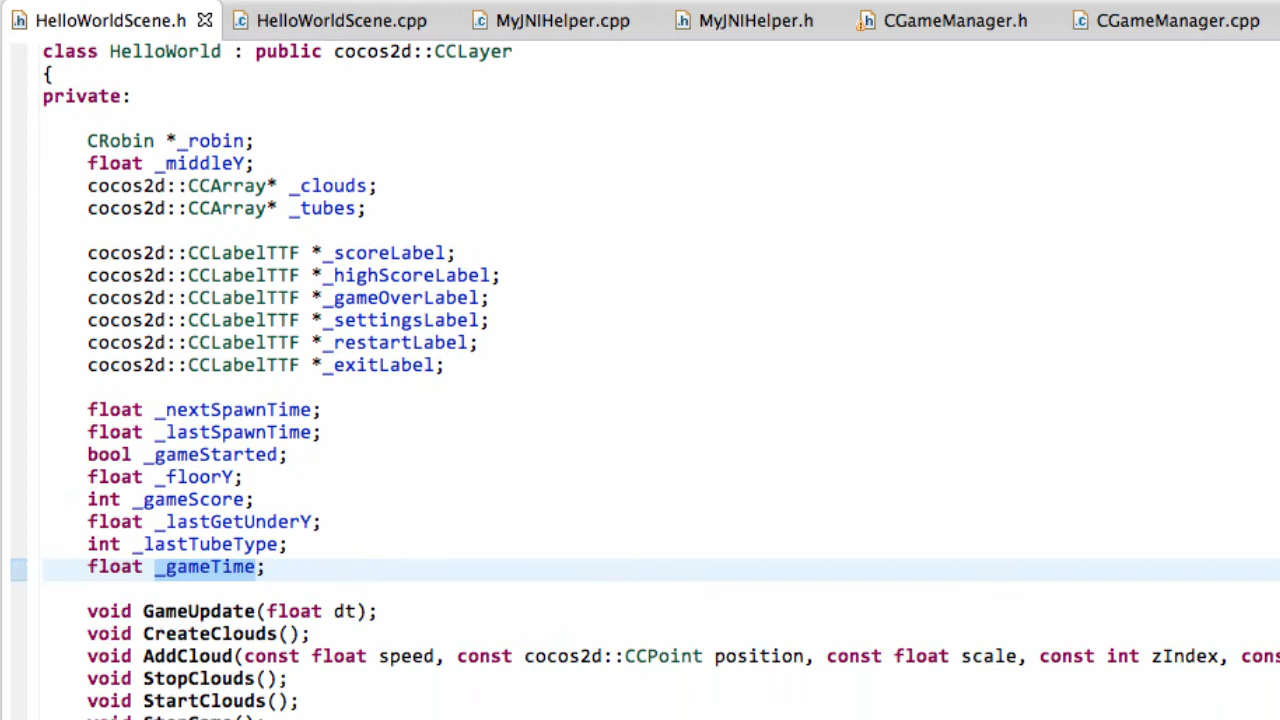 HelloWorldScene.h HelloWorldScene.cpp MyJNIHelper.cpp MyJNIHelper.h CGameManager.h CGameManager.cpp
class HelloWorld : public cocos2d::CCLayer
{
private:
CRobin *_robin;
float _middleY;
cocos2d::CCArray* _clouds;
cocos2d::CCArray* _tubes;
cocos2d::CCLabelTTF *_scoreLabel;
cocos2d::CCLabelTTF *_highScoreLabel;
cocos2d::CCLabelTTF *_gameOverLabel;
cocos2d::CCLabelTTF *_settingsLabel;
cocos2d::CCLabelTTF *_restartLabel;
cocos2d::CCLabelTTF *_exitLabel;
float _nextSpawnTime;
float _lastSpawnTime;
bool _gameStarted;
float _floorY;
int _gameScore;
float _lastGetUnderY;
int _lastTubeType;
float _gameTime;
void GameUpdate(float dt);
void CreateClouds();
void AddCloud(const float speed, const cocos2d::CCPoint position, const float scale, const int zIndex, cons
void StopClouds();
void StartClouds();